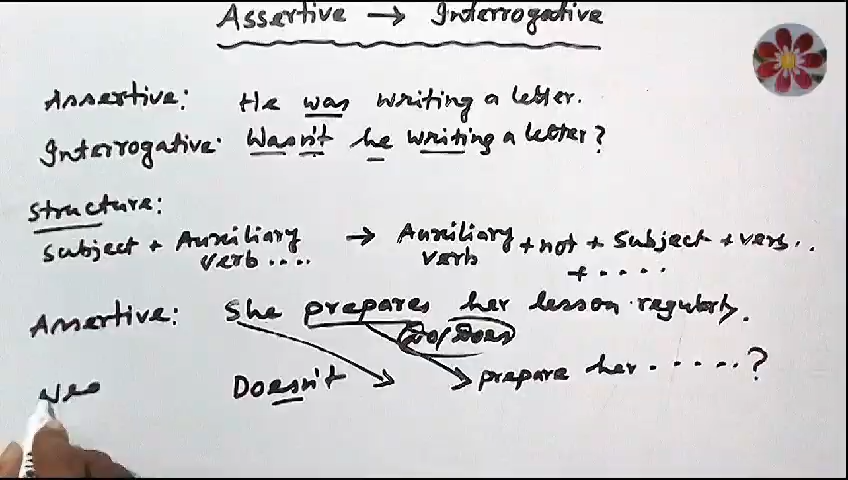 Assertive → Interrogative
Assertive: He was writing a letter.
Interrogative: Wasn't he writing a letter?
Structure:
Subject + Auxiliary verb .... → Auxiliary verb + not + Subject + verb..
+ ....
Assertive: She prepares her lesson regularly.
(Do/Does)
Doesn't prepare her .....?